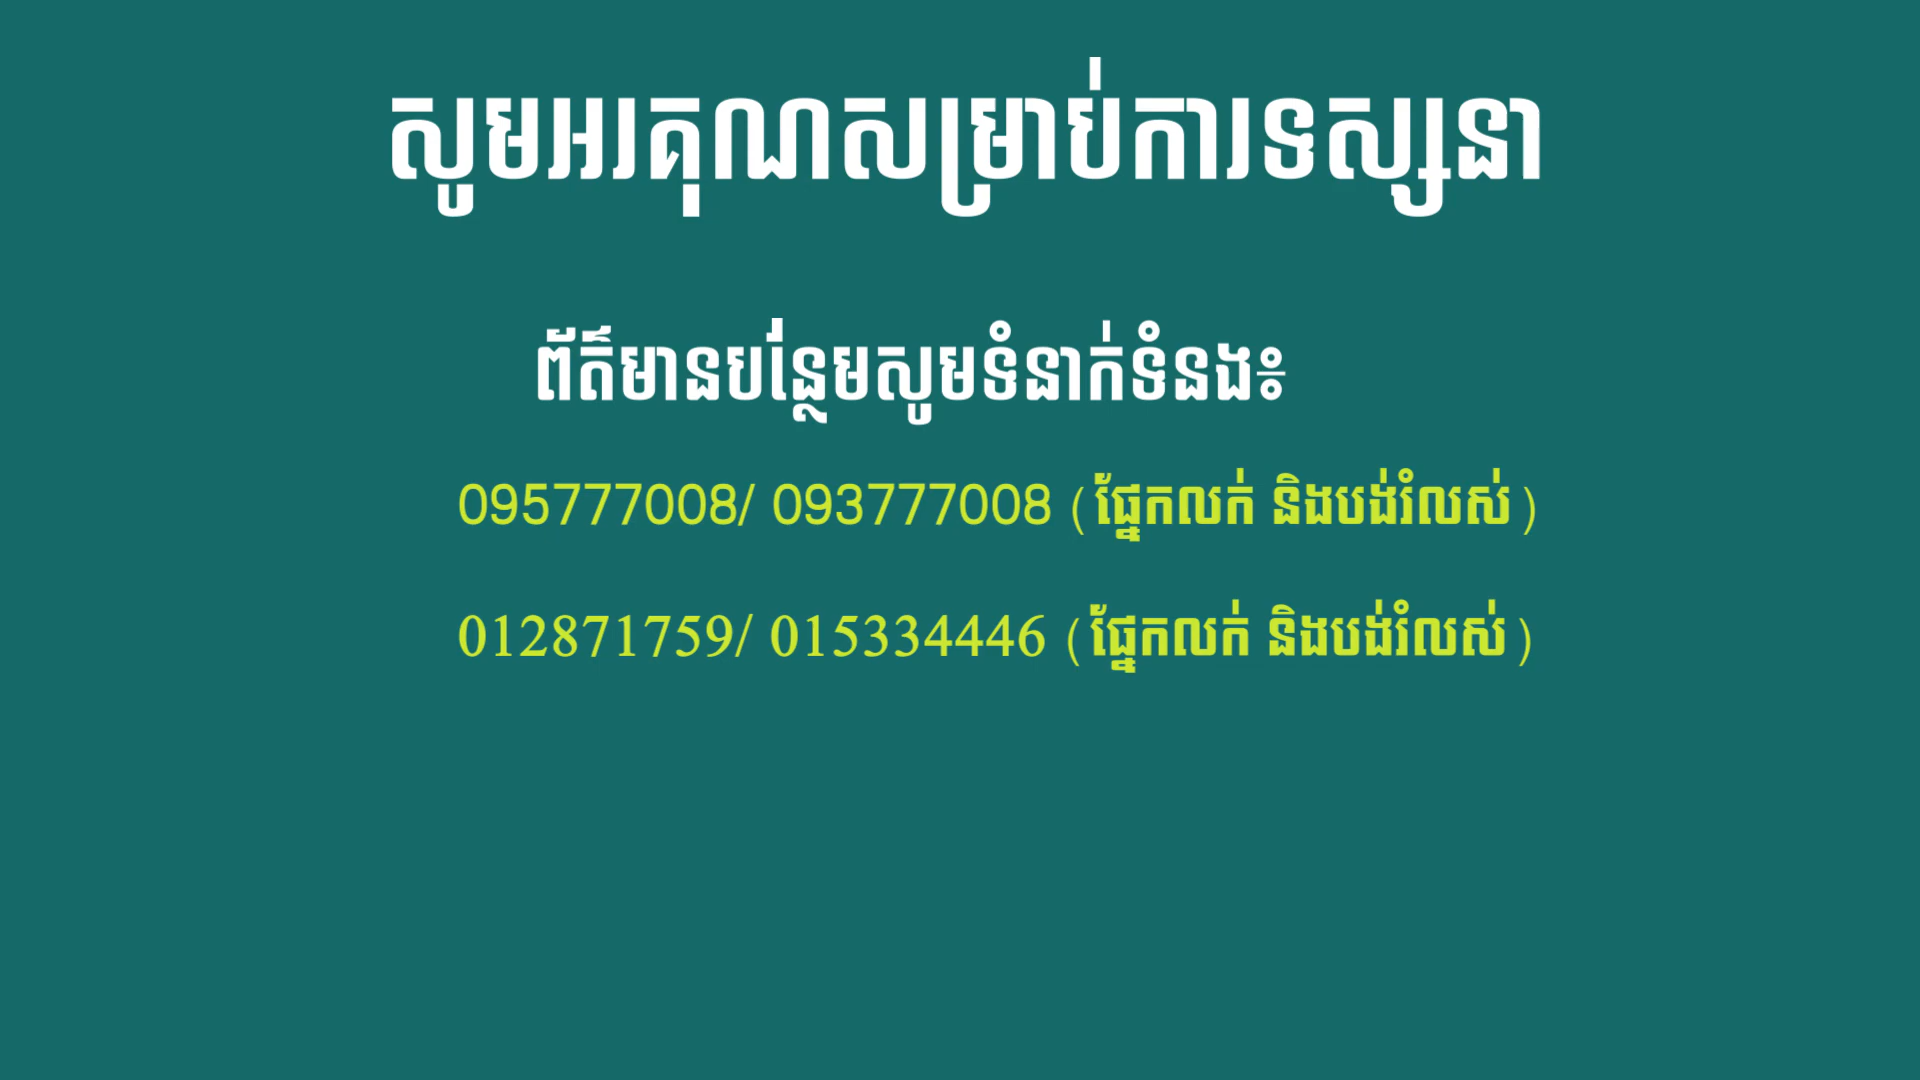 សូមអរគុណសម្រាប់ការទស្សនា
ព័ត៌មានបន្ថែមសូមទំនាក់ទំនង៖
095777008/ 093777008 (ផ្នែកលក់ និងបង់រំលស់)
012871759/ 015334446 (ផ្នែកលក់ និងបង់រំលស់)